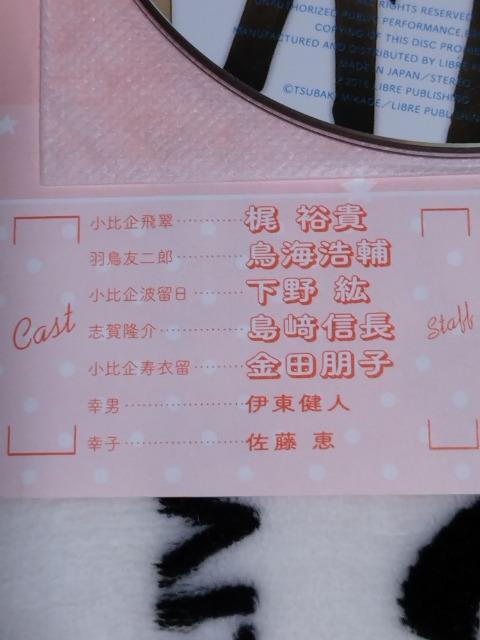 RIGHTS RESERVED
UNAUTHORIZED PUBLIC PERFORMANCE,
COPYING OF THIS DISC
MANUFACTURED AND DISTRIBUTED BY LIBRE
MADE IN JAPAN／STEREO
LIBRE PUBLISHING
©TSUBAKI MIKAGE／LIBRE PUBLISHING
Cast
小比企飛翠…………梶 裕貴
羽鳥友二郎…………鳥海浩輔
小比企波留日………下野 紘
志賀隆介……………島﨑信長
小比企寿衣留………金田朋子
幸男…………………伊東健人
幸子…………………佐藤 恵
Staff